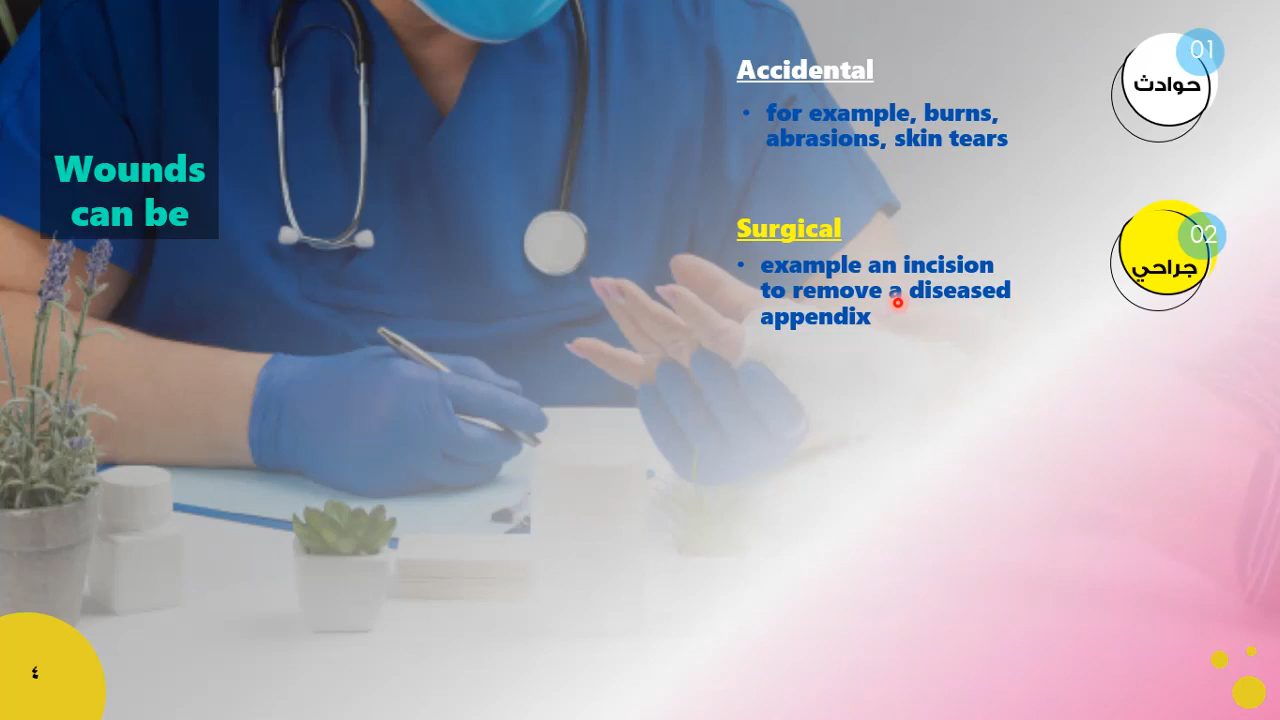 Wounds
can be
Accidental
• for example, burns,
abrasions, skin tears
01
حوادث
Surgical
• example an incision
to remove a diseased
appendix
02
جراحي
٤